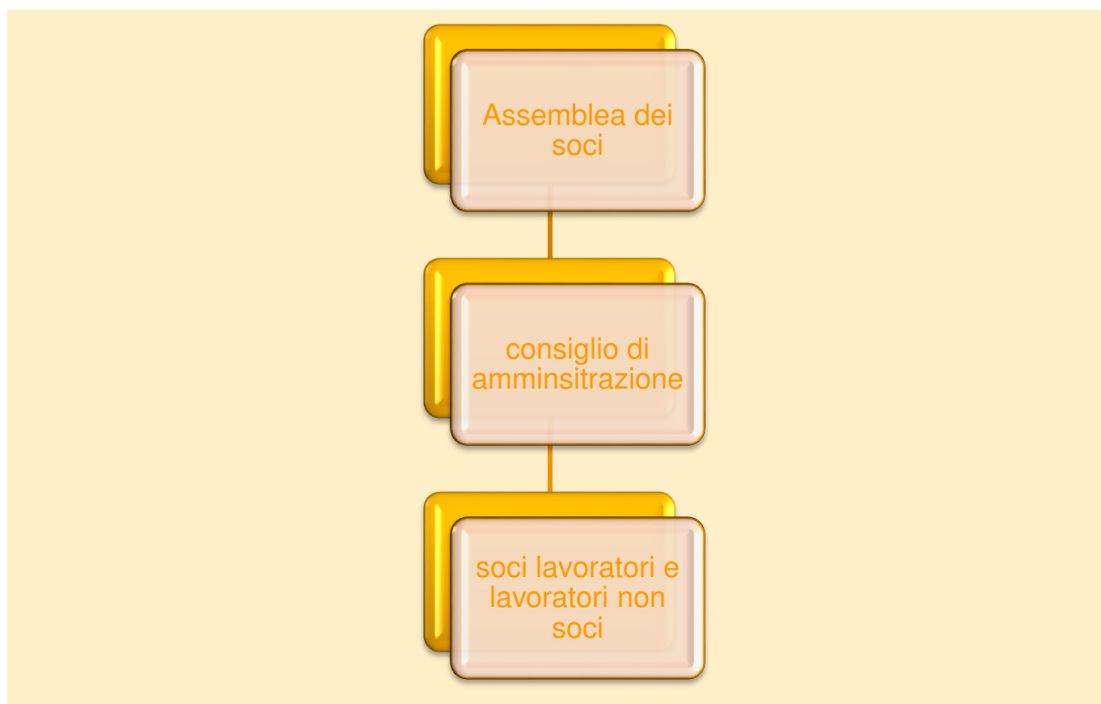 Assemblea dei
soci
consiglio di
amminsitrazione
soci lavoratori e
lavoratori non
soci